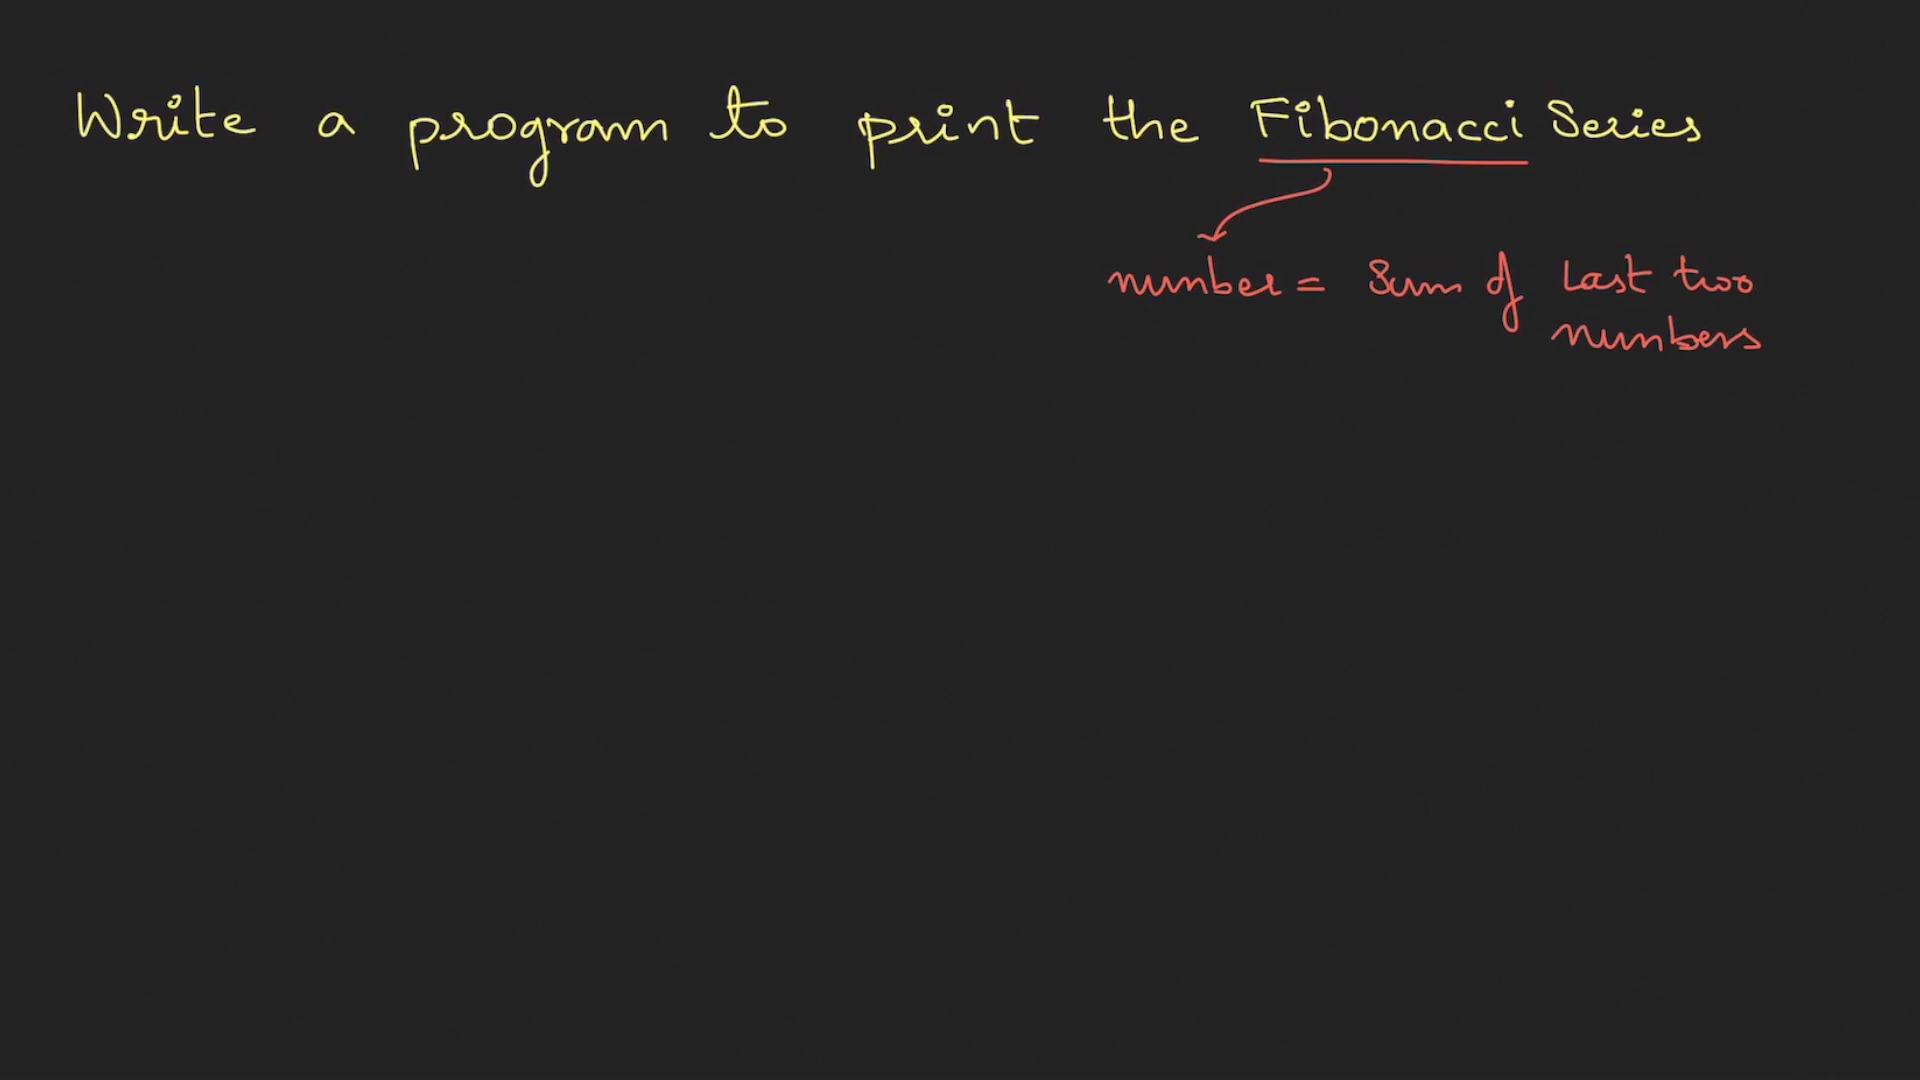 Write a program to print the Fibonacci Series
number = Sum of Last two
numbers